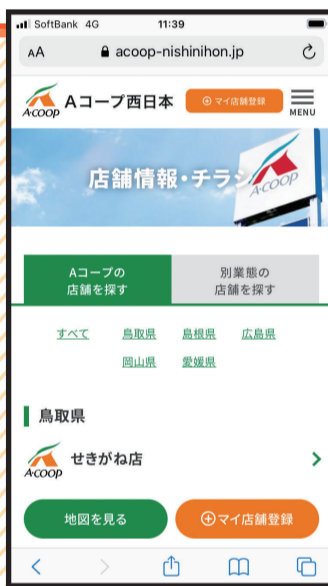 SoftBank 4G 11:39
AA acoop-nishinihon.jp
A・COOP Aコープ西日本 マイ店舗登録 MENU
店舗情報・チラシ
A・COOP
Aコープの 別業態の
店舗を探す 店舗を探す
すべて 鳥取県 島根県 広島県
岡山県 愛媛県
鳥取県
A・COOP せきがね店
地図を見る マイ店舗登録